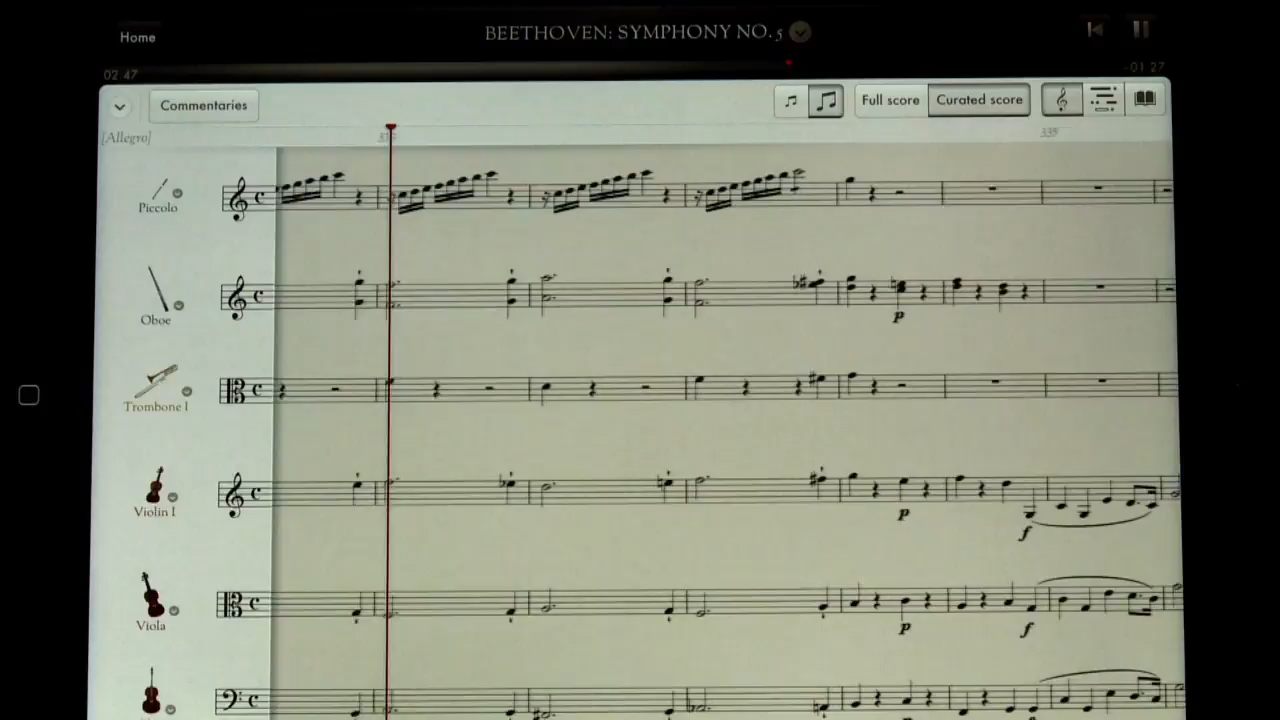 Home
BEETHOVEN: SYMPHONY NO. 5
02:47
-01:27
Commentaries
Full score
Curated score
[Allegro]
335
Piccolo
Oboe
p
Trombone I
Violin I
p
f
Viola
p
f